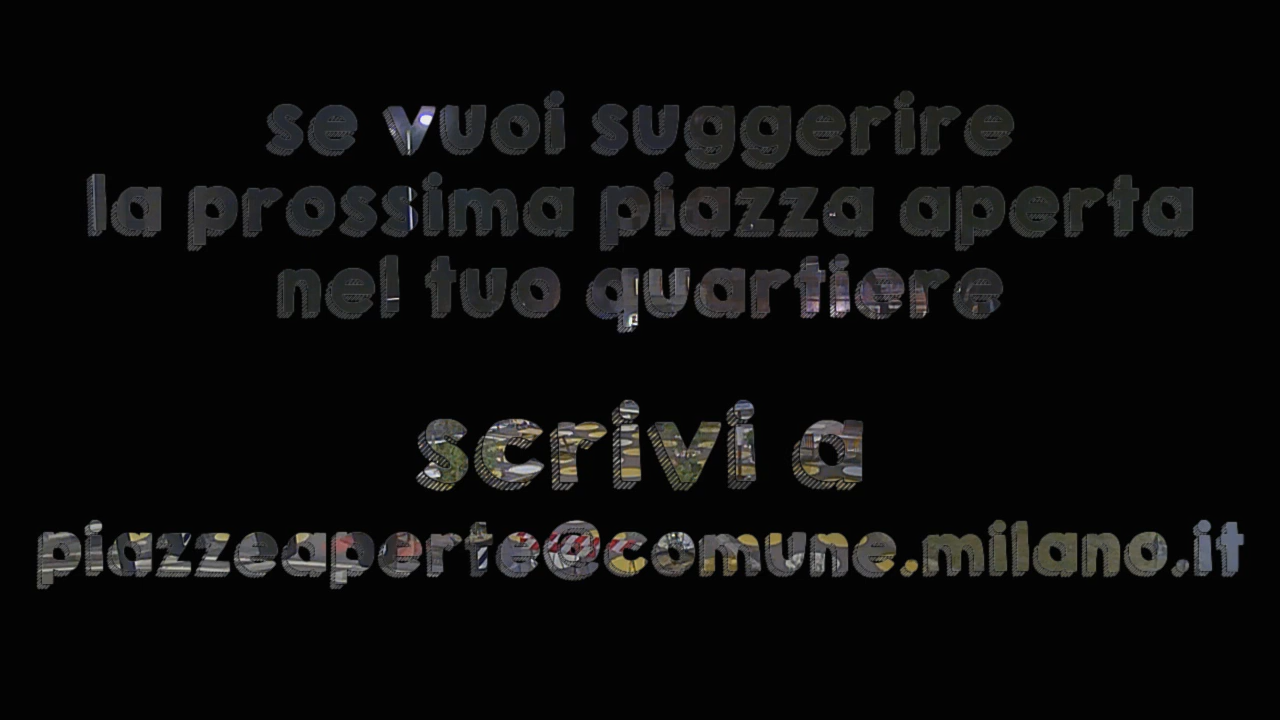 se vuoi suggerire
la prossima piazza aperta
nel tuo quartiere
scrivi a
piazzeaperte@comune.milano.it